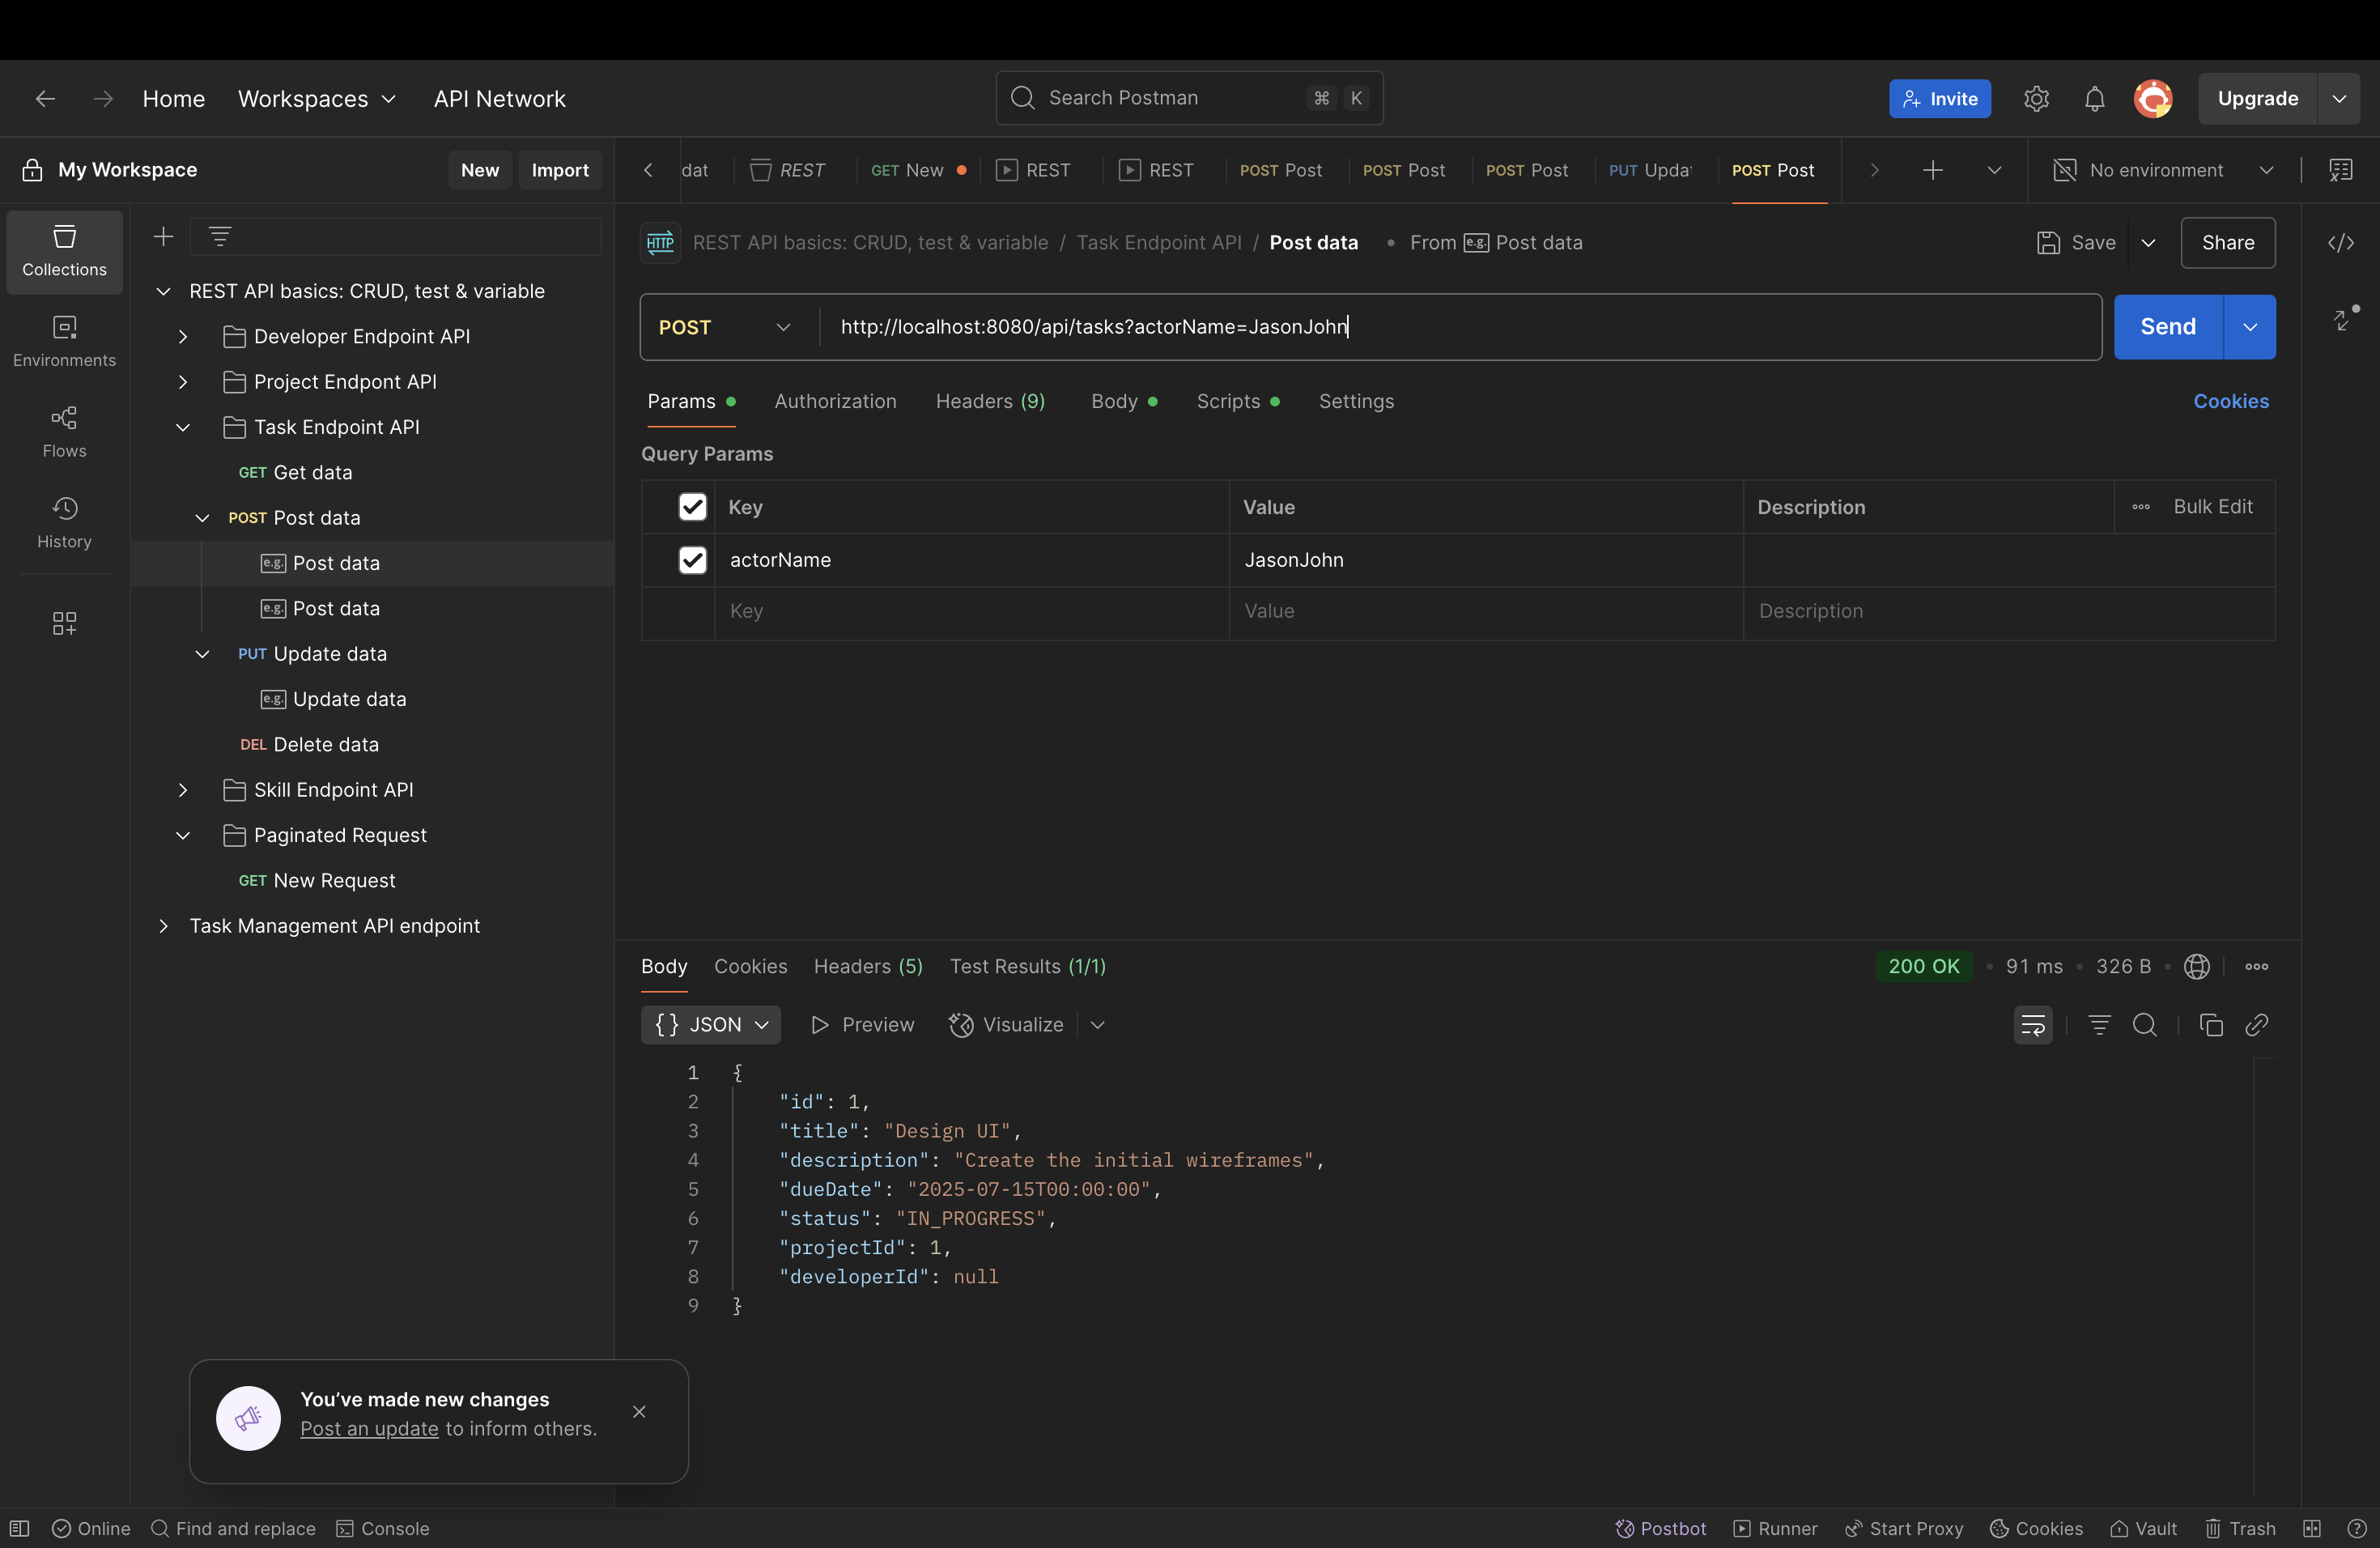 Home Workspaces API Network Search Postman ⌘ K Invite Upgrade
My Workspace New Import dat REST GET New REST REST POST Post POST Post POST Post PUT Upda POST Post No environment
Collections
Environments
Flows
History
REST API basics: CRUD, test & variable
Developer Endpoint API
Project Endpont API
Task Endpoint API
GET Get data
POST Post data
e.g. Post data
e.g. Post data
PUT Update data
e.g. Update data
DEL Delete data
Skill Endpoint API
Paginated Request
GET New Request
Task Management API endpoint
HTTP REST API basics: CRUD, test & variable / Task Endpoint API / Post data • From e.g. Post data Save Share
POST http://localhost:8080/api/tasks?actorName=JasonJohn Send
Params Authorization Headers (9) Body Scripts Settings Cookies
Query Params
Key Value Description Bulk Edit
actorName JasonJohn
Key Value Description
Body Cookies Headers (5) Test Results (1/1) 200 OK • 91 ms • 326 B
{} JSON Preview Visualize
1 {
2 "id": 1,
3 "title": "Design UI",
4 "description": "Create the initial wireframes",
5 "dueDate": "2025-07-15T00:00:00",
6 "status": "IN_PROGRESS",
7 "projectId": 1,
8 "developerId": null
9 }
You’ve made new changes
Post an update to inform others.
Online Find and replace Console Postbot Runner Start Proxy Cookies Vault Trash